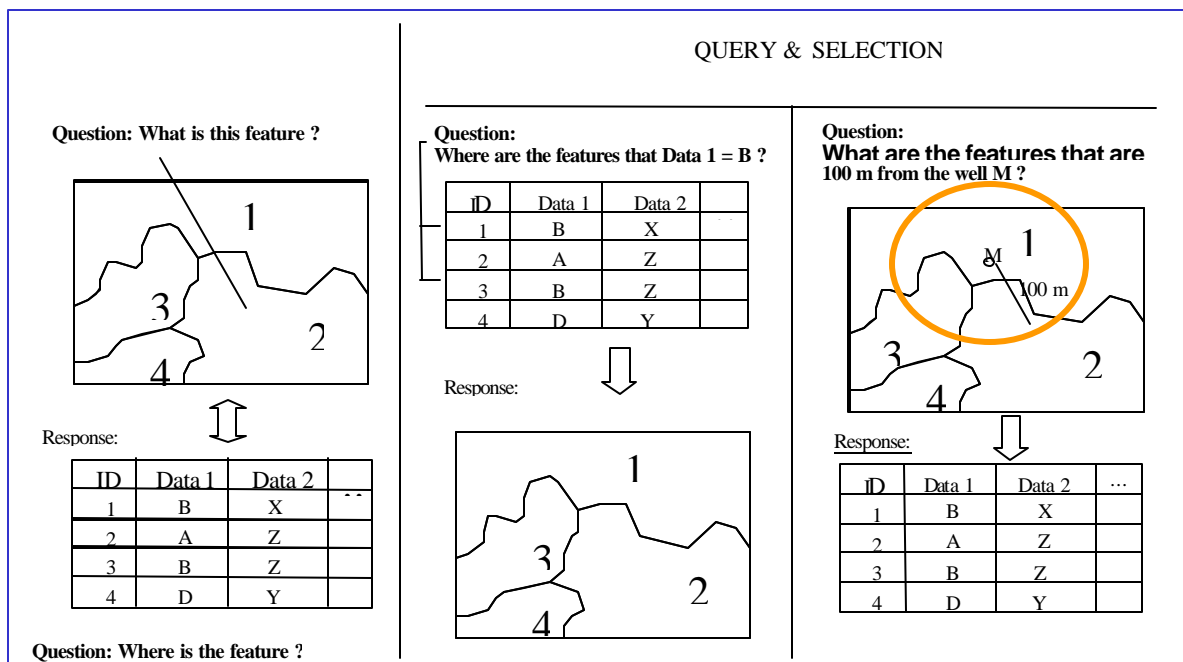 QUERY & SELECTION
Question: What is this feature ?
1
3
2
4
Response:
ID Data 1 Data 2 . .
1 B X
2 A Z
3 B Z
4 D Y
Question: Where is the feature ?
Question:
Where are the features that Data 1 = B ?
ID Data 1 Data 2 . .
1 B X
2 A Z
3 B Z
4 D Y
Response:
1
3
2
4
Question:
What are the features that are
100 m from the well M ?
1
M
100 m
3
2
4
Response:
ID Data 1 Data 2 ...
1 B X
2 A Z
3 B Z
4 D Y